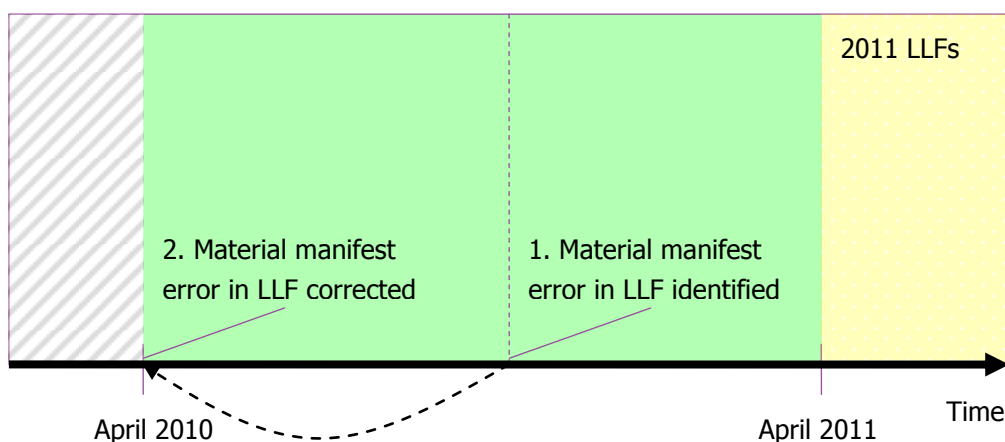 2011 LLFs
2. Material manifest
error in LLF corrected
1. Material manifest
error in LLF identified
Time
April 2010
April 2011